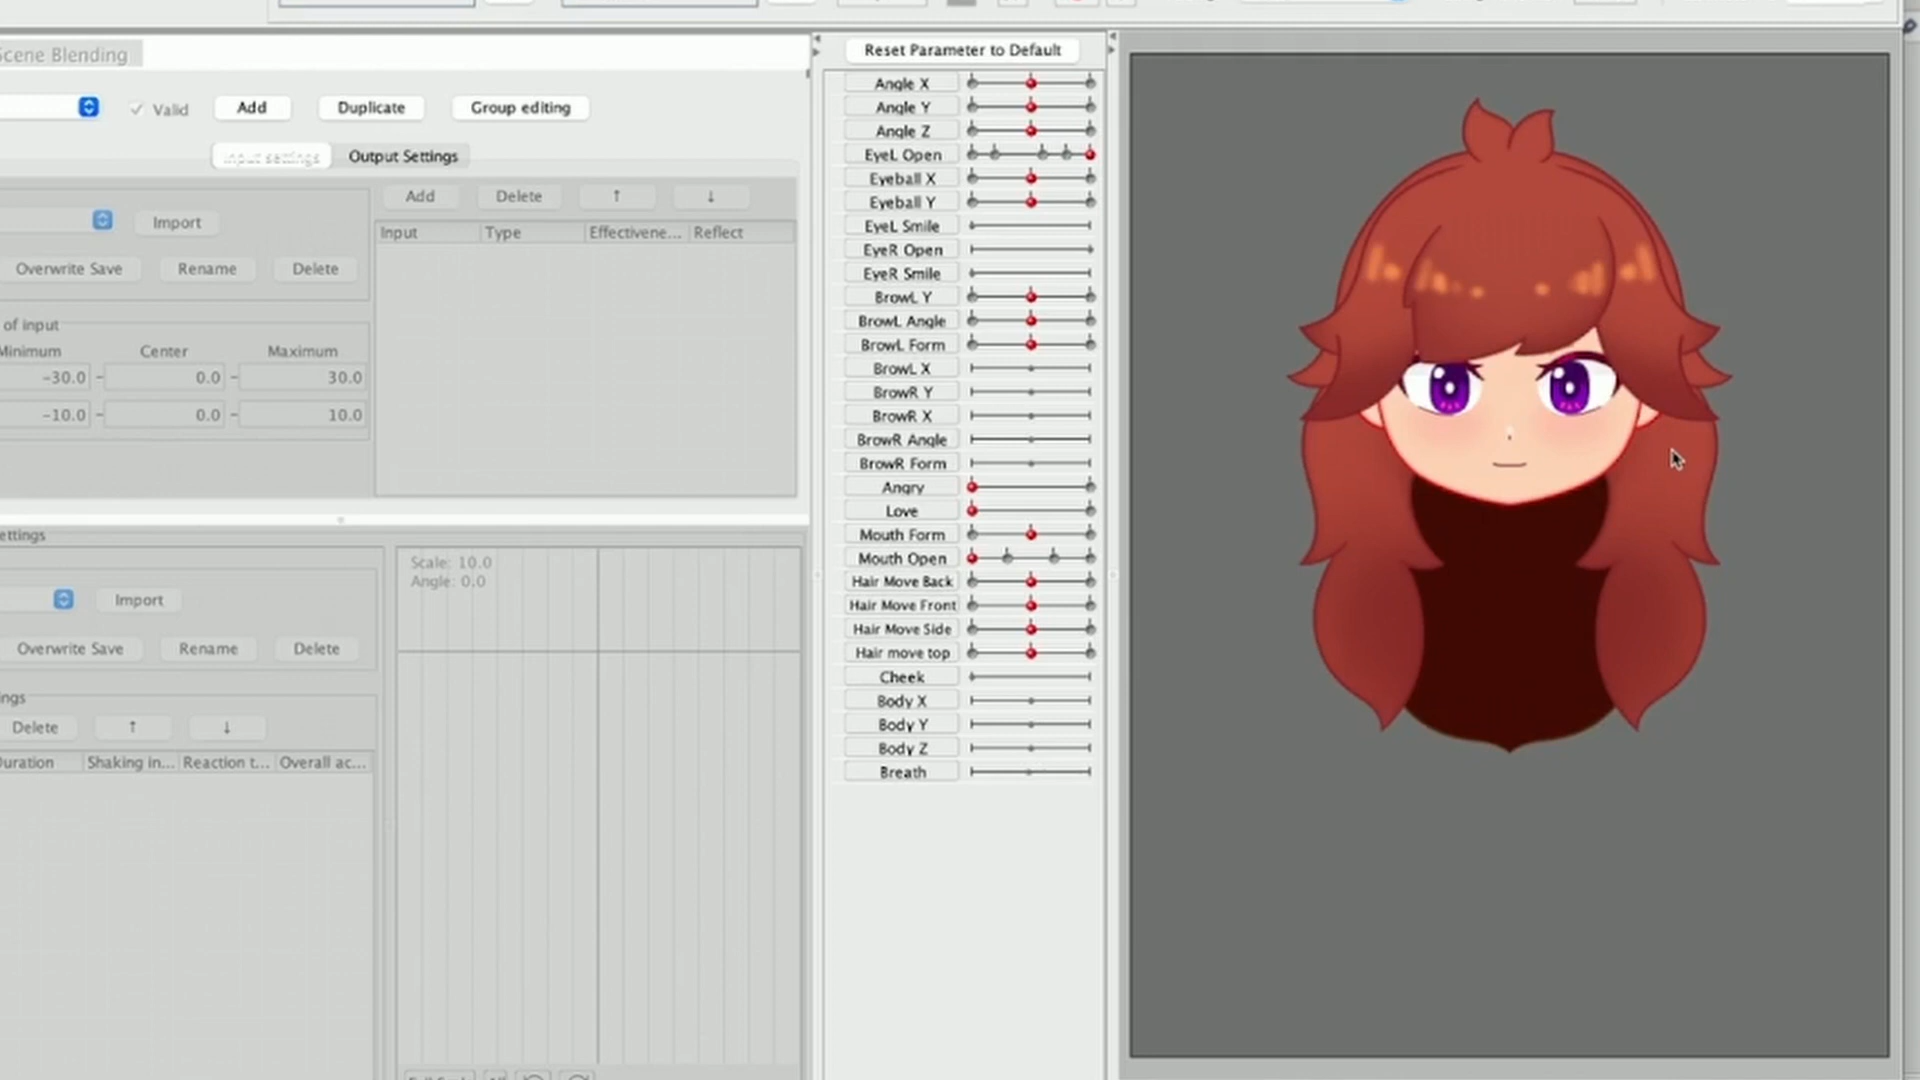 Scene Blending
Valid
Add
Duplicate
Group editing
Input settings
Output Settings
Import
Overwrite Save
Rename
Delete
of input
Minimum
Center
Maximum
-30.0 - 0.0 - 30.0
-10.0 - 0.0 - 10.0
Add
Delete
↑
↓
Input
Type
Effectivene...
Reflect
ettings
Import
Overwrite Save
Rename
Delete
ngs
Delete
↑
↓
Duration
Shaking in...
Reaction t...
Overall ac...
Scale: 10.0
Angle: 0.0
Reset Parameter to Default
Angle X
Angle Y
Angle Z
EyeL Open
Eyeball X
Eyeball Y
EyeL Smile
EyeR Open
EyeR Smile
BrowL Y
BrowL Angle
BrowL Form
BrowL X
BrowR Y
BrowR X
BrowR Angle
BrowR Form
Angry
Love
Mouth Form
Mouth Open
Hair Move Back
Hair Move Front
Hair Move Side
Hair move top
Cheek
Body X
Body Y
Body Z
Breath